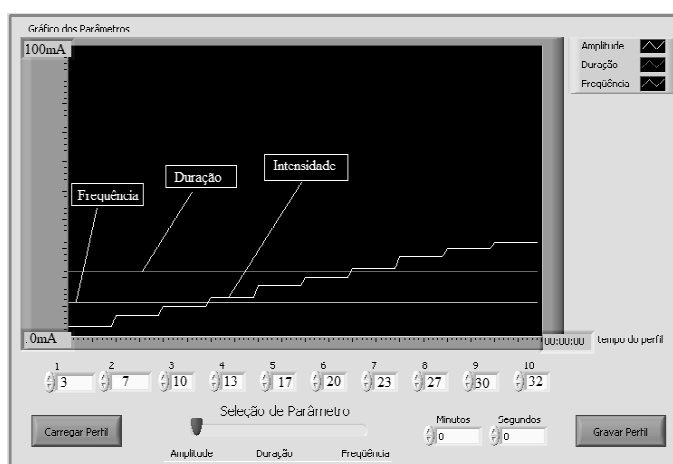 Gráfico dos Parâmetros
100mA
Amplitude
Duração
Freqüência
Intensidade
Duração
Frequência
.0mA
00:00:00 tempo do perfil
1 2 3 4 5 6 7 8 9 10
3 7 10 13 17 20 23 27 30 32
Seleção de Parâmetro
Minutos Segundos
Carregar Perfil
0 0
Gravar Perfil
Amplitude Duração Freqüência